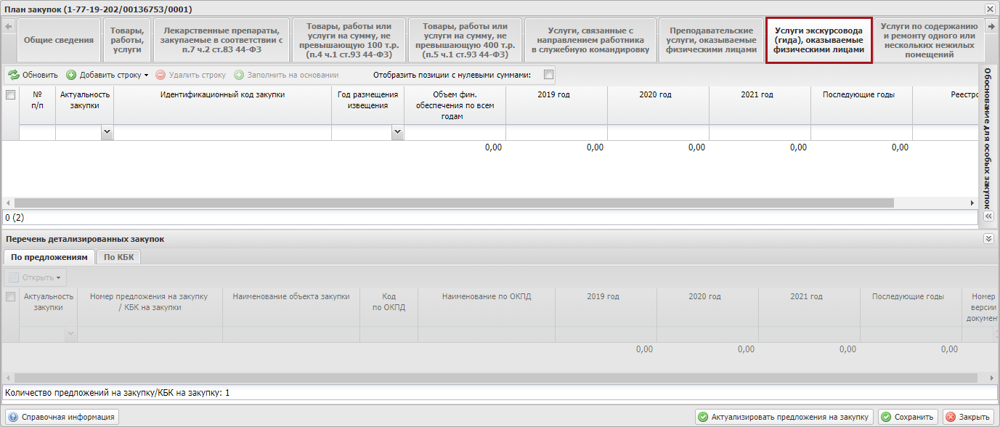 План закупок (1-77-19-202/00136753/0001)
Общие сведения
Товары,
работы,
услуги
Лекарственные препараты,
закупаемые в соответствии с
п.7 ч.2 ст.83 44-ФЗ
Товары, работы или
услуги на сумму, не
превышающую 100 т.р.
(п.4 ч.1 ст.93 44-ФЗ)
Товары, работы или
услуги на сумму, не
превышающую 400 т.р.
(п.5 ч.1 ст.93 44-ФЗ)
Услуги, связанные с
направлением работника
в служебную командировку
Преподавательские
услуги, оказываемые
физическими лицами
Услуги экскурсовода
(гида), оказываемые
физическими лицами
Услуги по содержанию
и ремонту одного или
нескольких нежилых
помещений
Обновить Добавить строку Удалить строку Заполнить на основании Отобразить позиции с нулевыми суммами:
№
п/п
Актуальность
закупки
Идентификационный код закупки
Год размещения
извещения
Объем фин.
обеспечения по всем
годам
2019 год
2020 год
2021 год
Последующие годы
Реестро
0,00 0,00 0,00 0,00 0,00
0 (2)
Обоснование для особых закупок
Перечень детализированных закупок
По предложениям По КБК
Открыть
Актуальность
закупки
Номер предложения на закупку
/ КБК на закупки
Наименование объекта закупки
Код
по ОКПД
Наименование по ОКПД
2019 год
2020 год
2021 год
Последующие годы
Номер
версии
докумен
0,00 0,00 0,00 0,00
Количество предложений на закупку/КБК на закупку: 1
Справочная информация Актуализировать предложения на закупку Сохранить Закрыть